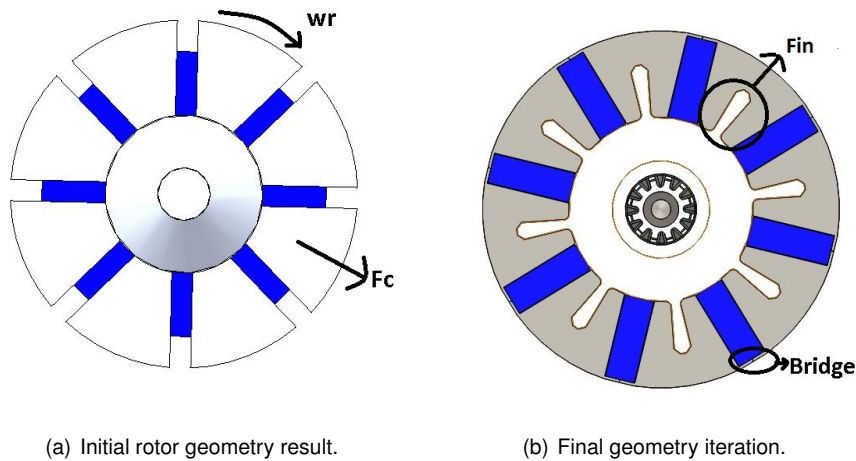 wr
Fc
Fin
Bridge
(a) Initial rotor geometry result.
(b) Final geometry iteration.